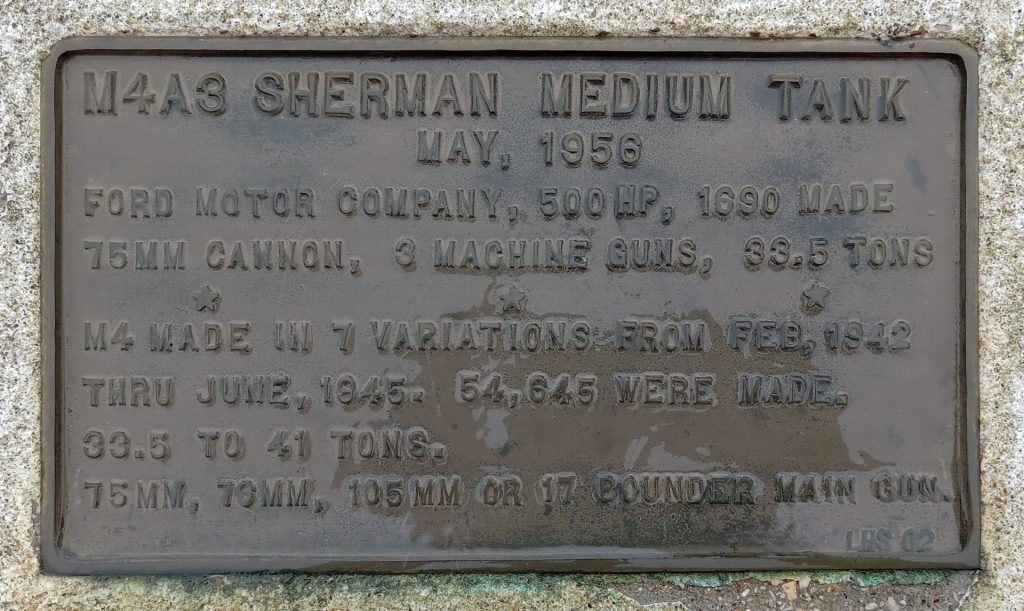 M4A3 SHERMAN MEDIUM TANK
MAY, 1956
FORD MOTOR COMPANY, 500 HP, 1690 MADE
75MM CANNON, 3 MACHINE GUNS, 33.5 TONS
M4 MADE IN 7 VARIATIONS FROM FEB, 1942
THRU JUNE, 1945. 54,645 WERE MADE.
33.5 TO 41 TONS.
75MM, 76MM, 105MM OR 17 POUNDER MAIN GUN.
LHS 02